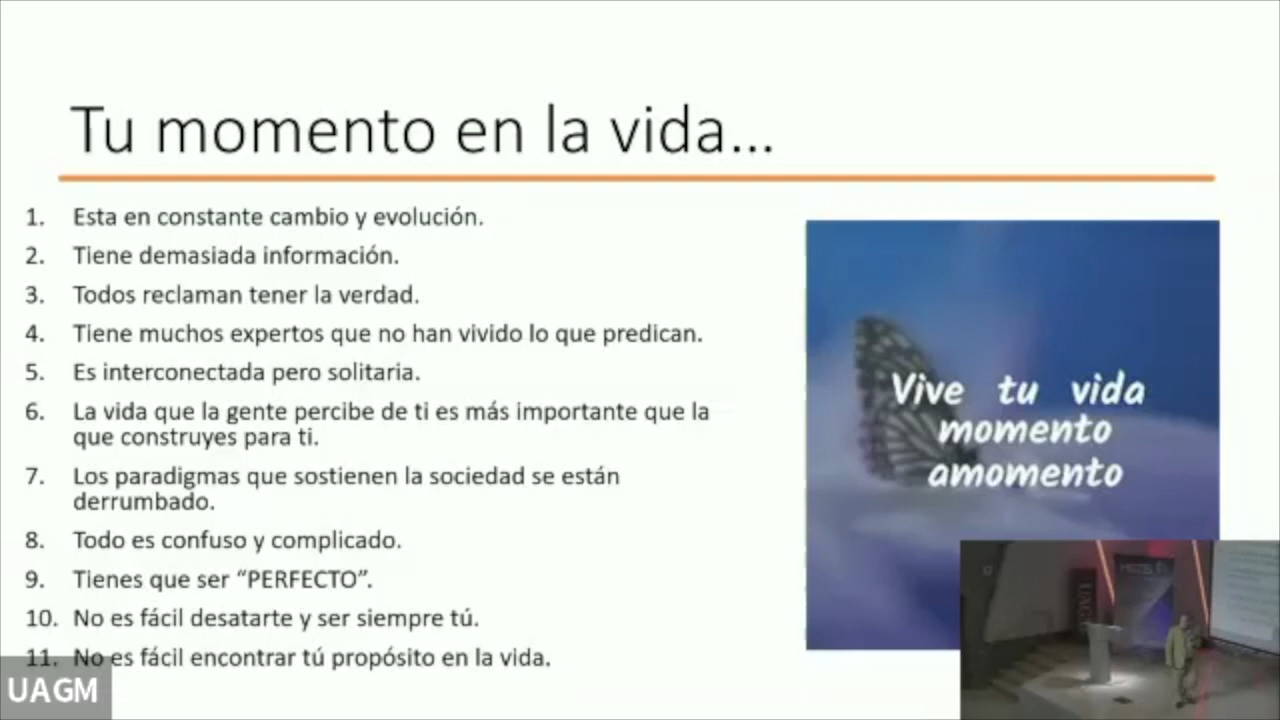 Tu momento en la vida...
1. Esta en constante cambio y evolución.
2. Tiene demasiada información.
3. Todos reclaman tener la verdad.
4. Tiene muchos expertos que no han vivido lo que predican.
5. Es interconectada pero solitaria.
6. La vida que la gente percibe de ti es más importante que la
que construyes para ti.
7. Los paradigmas que sostienen la sociedad se están
derrumbado.
8. Todo es confuso y complicado.
9. Tienes que ser “PERFECTO”.
10. No es fácil desatarte y ser siempre tú.
11. No es fácil encontrar tú propósito en la vida.
Vive tu vida
momento
amomento
UAGM
UAGM